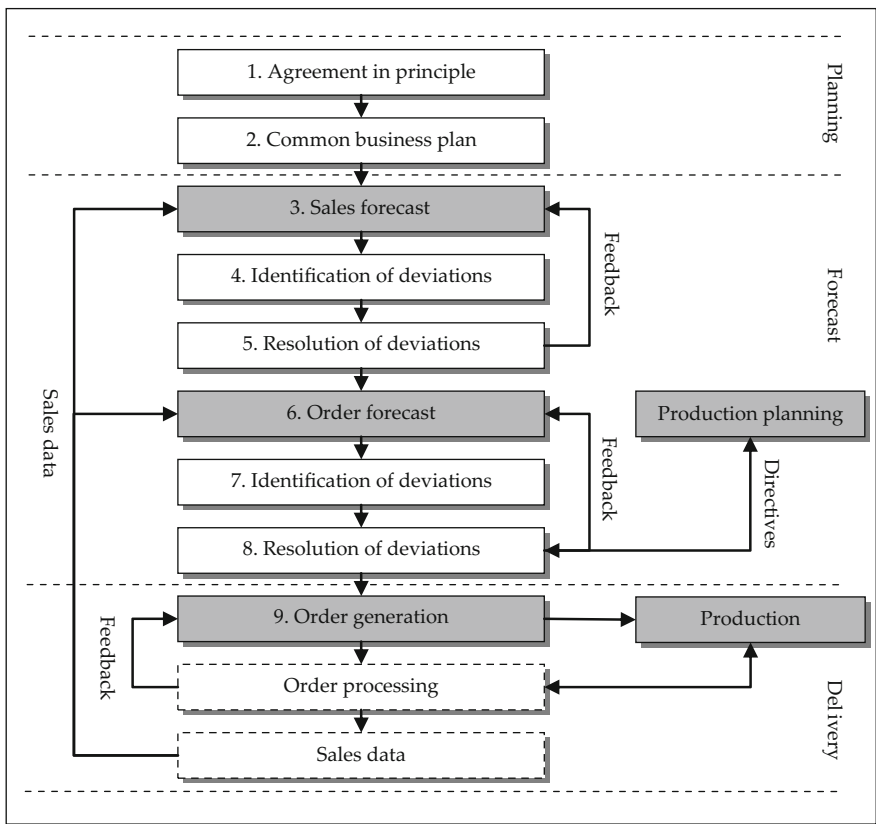 1. Agreement in principle
2. Common business plan
Planning
3. Sales forecast
4. Identification of deviations
5. Resolution of deviations
Feedback
Forecast
6. Order forecast
Production planning
7. Identification of deviations
8. Resolution of deviations
Feedback
Directives
Sales data
9. Order generation
Production
Order processing
Feedback
Sales data
Delivery